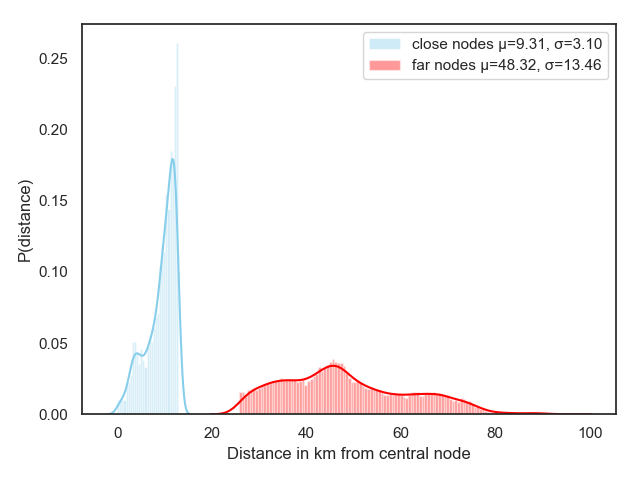 close nodes μ=9.31, σ=3.10
far nodes μ=48.32, σ=13.46
P(distance)
0.25
0.20
0.15
0.10
0.05
0.00
0 20 40 60 80 100
Distance in km from central node